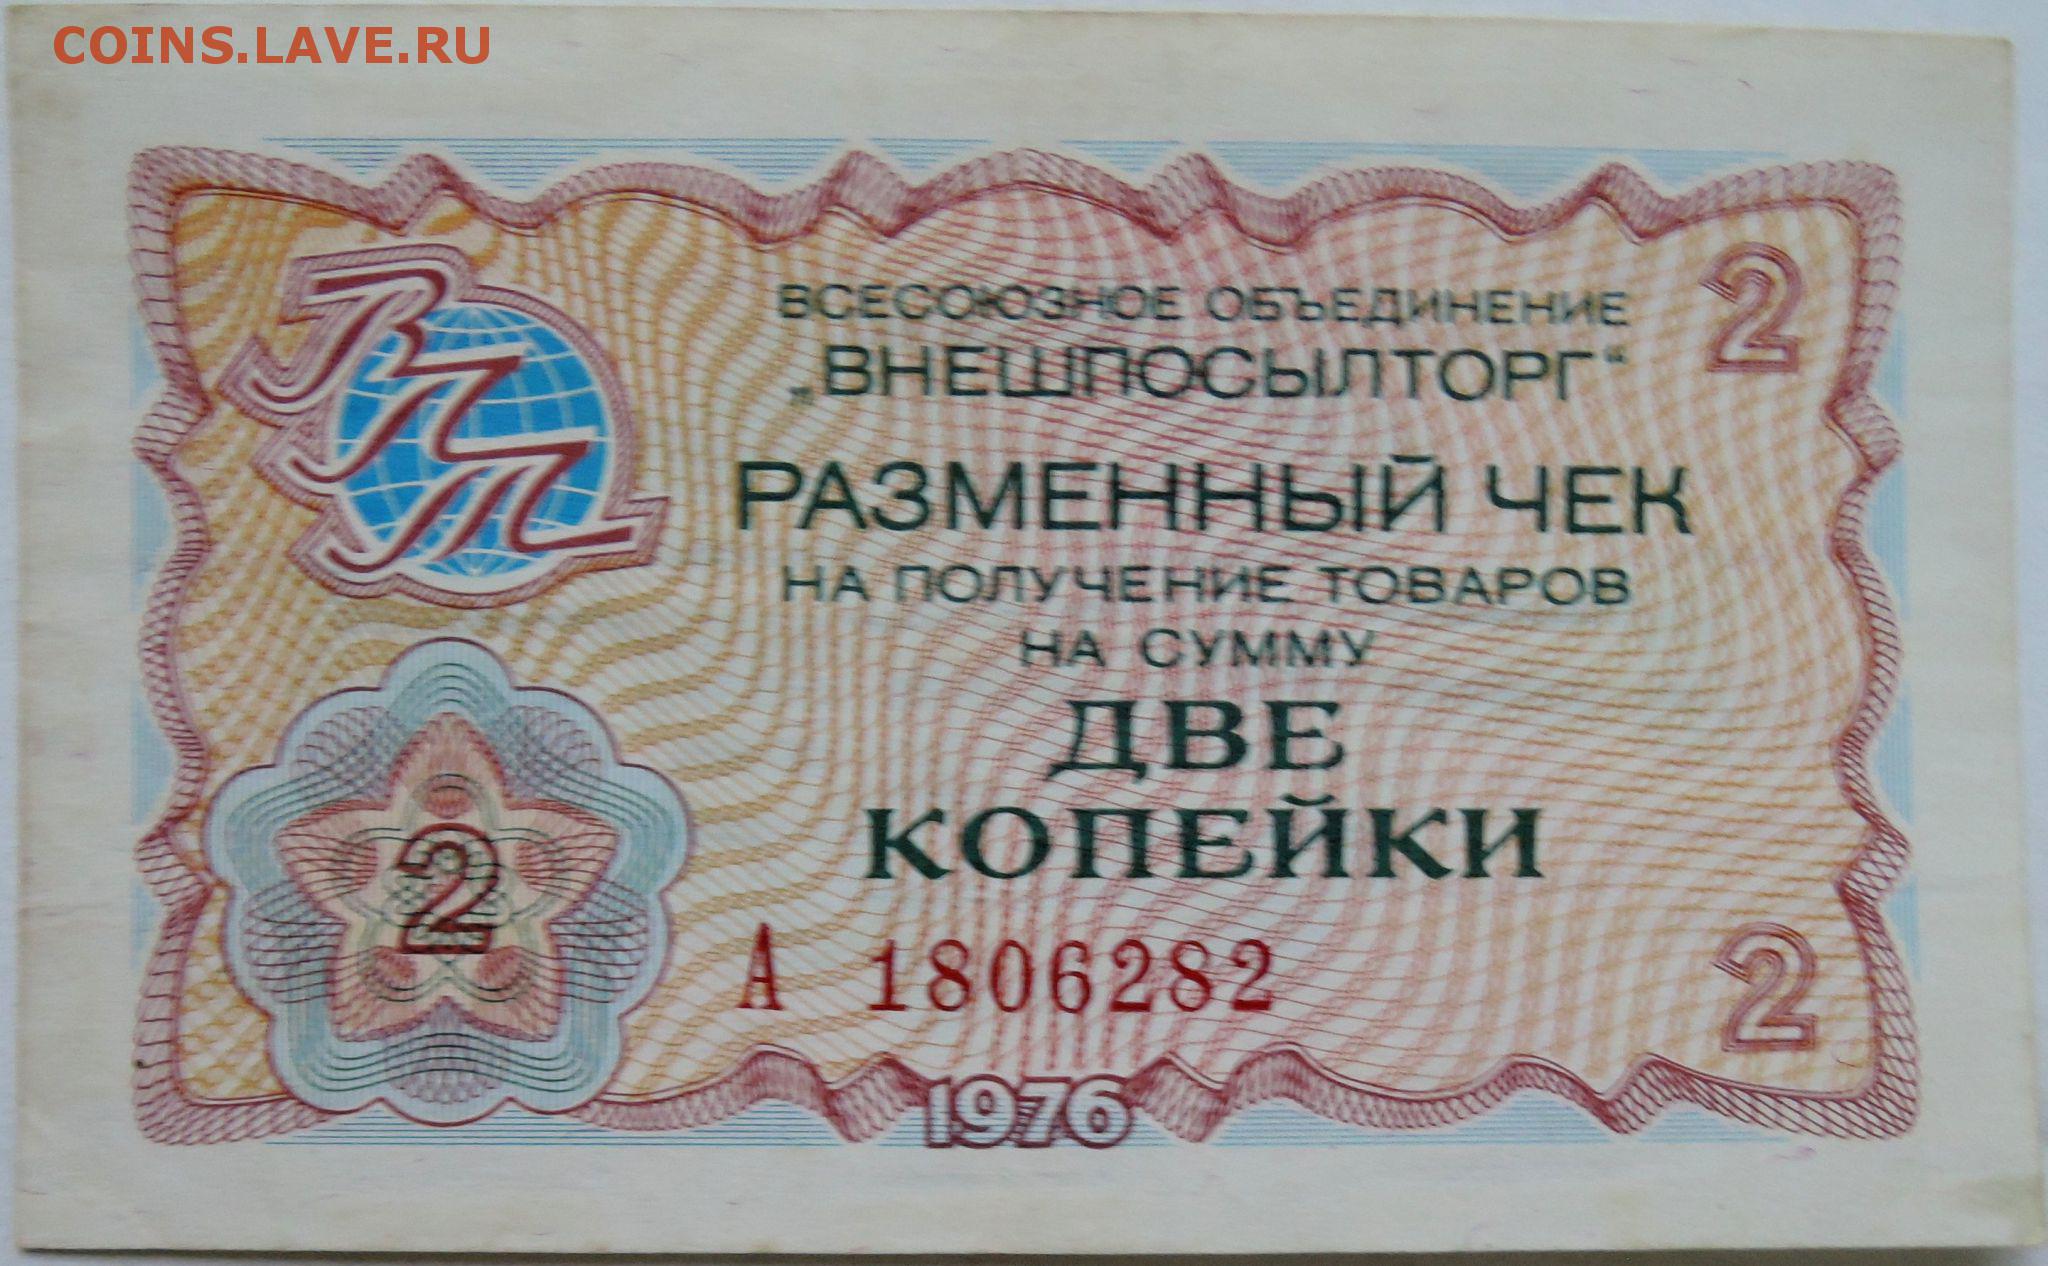 COINS.LAVE.RU
ВПТ
ВСЕСОЮЗНОЕ ОБЪЕДИНЕНИЕ
2
„ВНЕШПОСЫЛТОРГ“
РАЗМЕННЫЙ ЧЕК
НА ПОЛУЧЕНИЕ ТОВАРОВ
НА СУММУ
ДВЕ
КОПЕЙКИ
2
А 1806282
2
1976